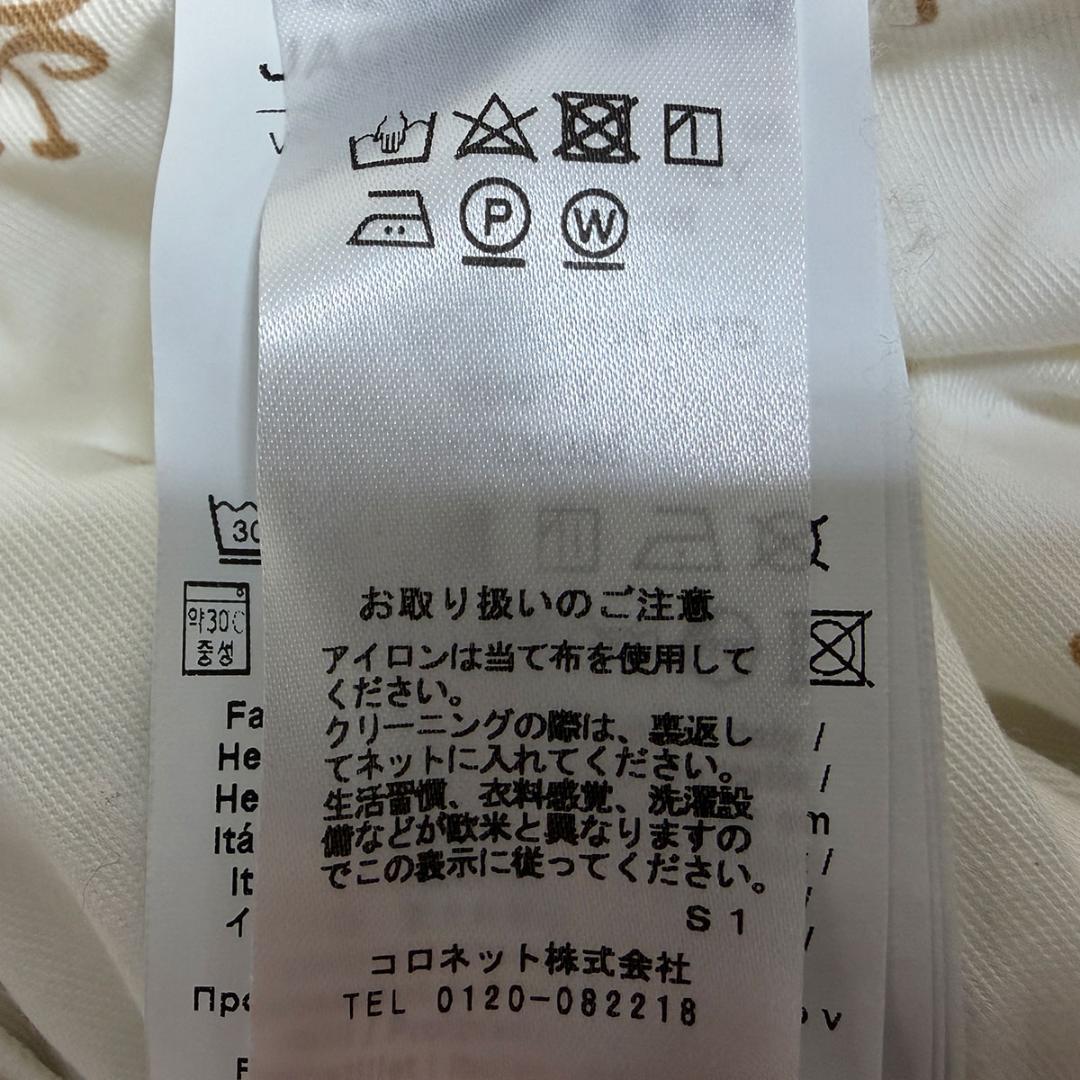 P W
30
약30℃
중성
お取り扱いのご注意
アイロンは当て布を使用して
ください。
クリーニングの際は、裏返し
てネットに入れてください。
生活習慣、衣料感覚、洗濯設
備などが欧米と異なりますの
でこの表示に従ってください。
S1
コロネット株式会社
TEL 0120-082218
Fa
He
He
Itá
It
イ
Пре